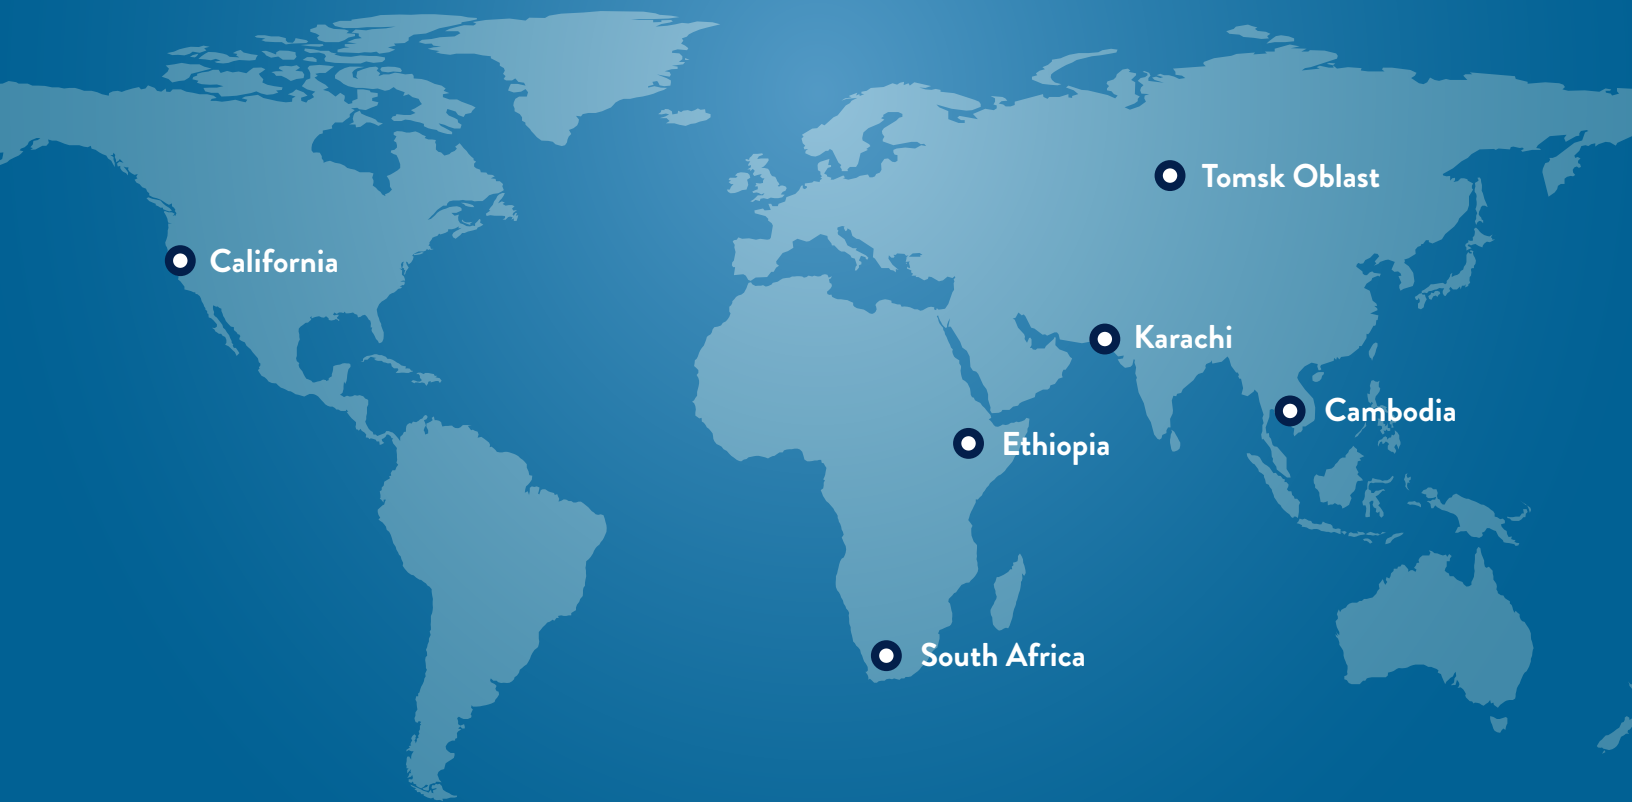 Tomsk Oblast
California
Karachi
Cambodia
Ethiopia
South Africa